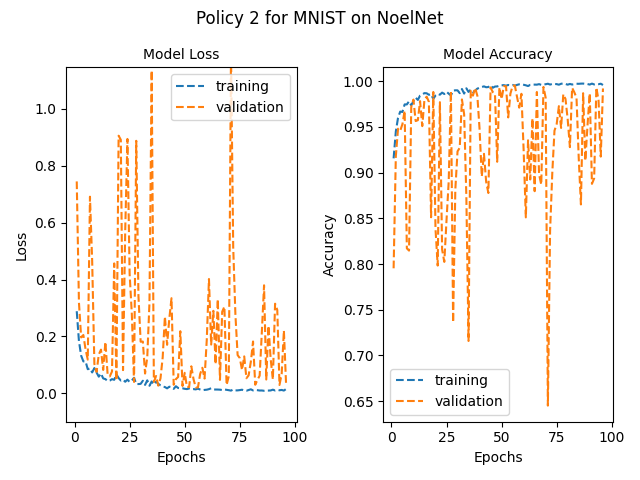 Policy 2 for MNIST on NoelNet
Model Loss
training
validation
1.0
0.8
0.6
0.4
0.2
0.0
Loss
0
25
50
75
100
Epochs
Model Accuracy
1.00
0.95
0.90
0.85
0.80
0.75
0.70
0.65
Accuracy
training
validation
0
25
50
75
100
Epochs